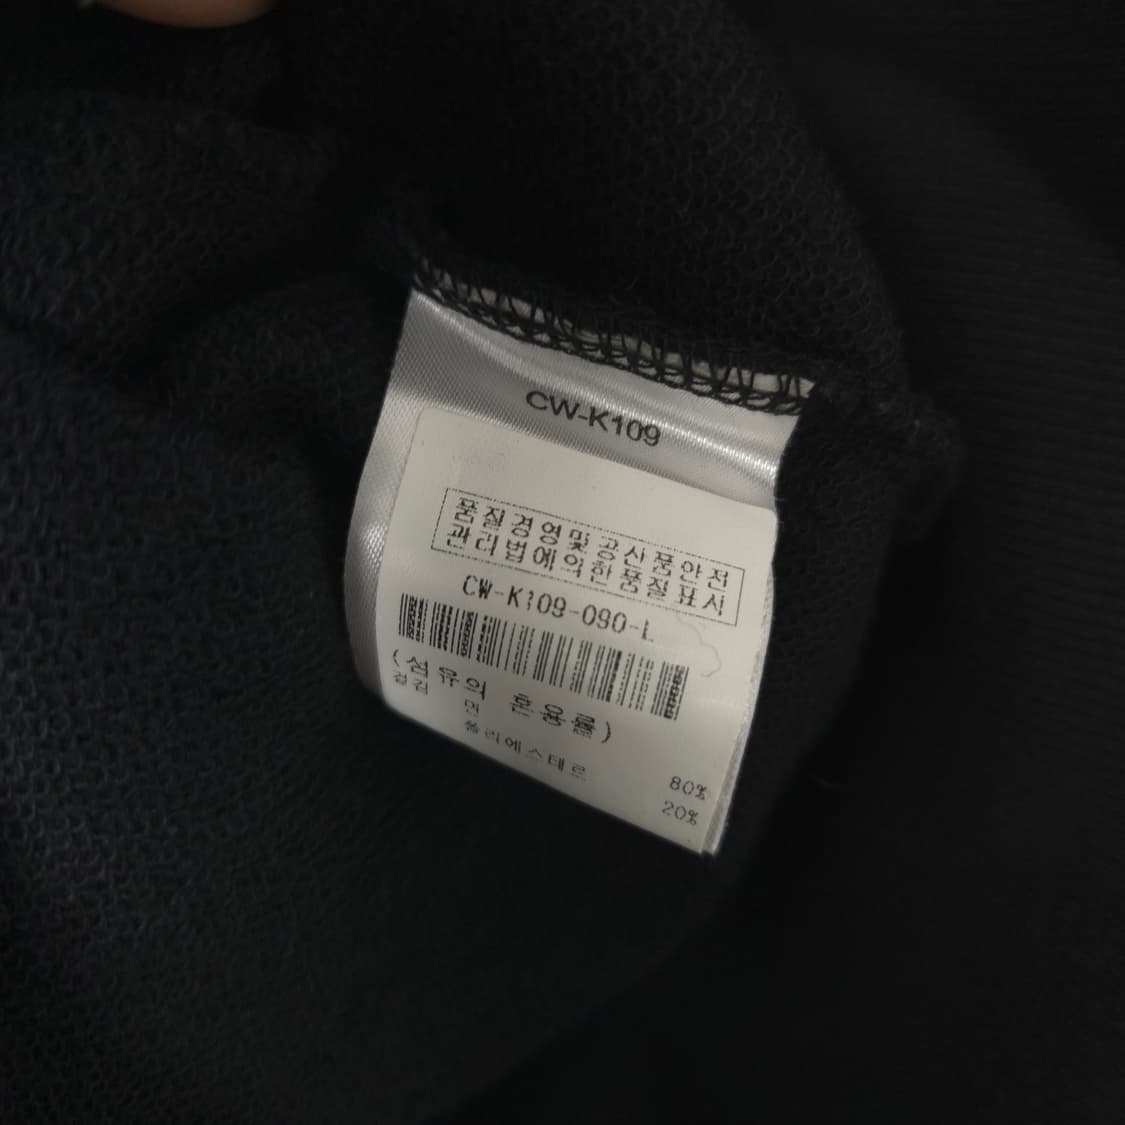 CW-K109
품질경영및공산품안전
관리법에의한품질표시
CW-K109-090-L
(섬유의 혼용률)
겉감 면 80%
폴리에스테르 20%